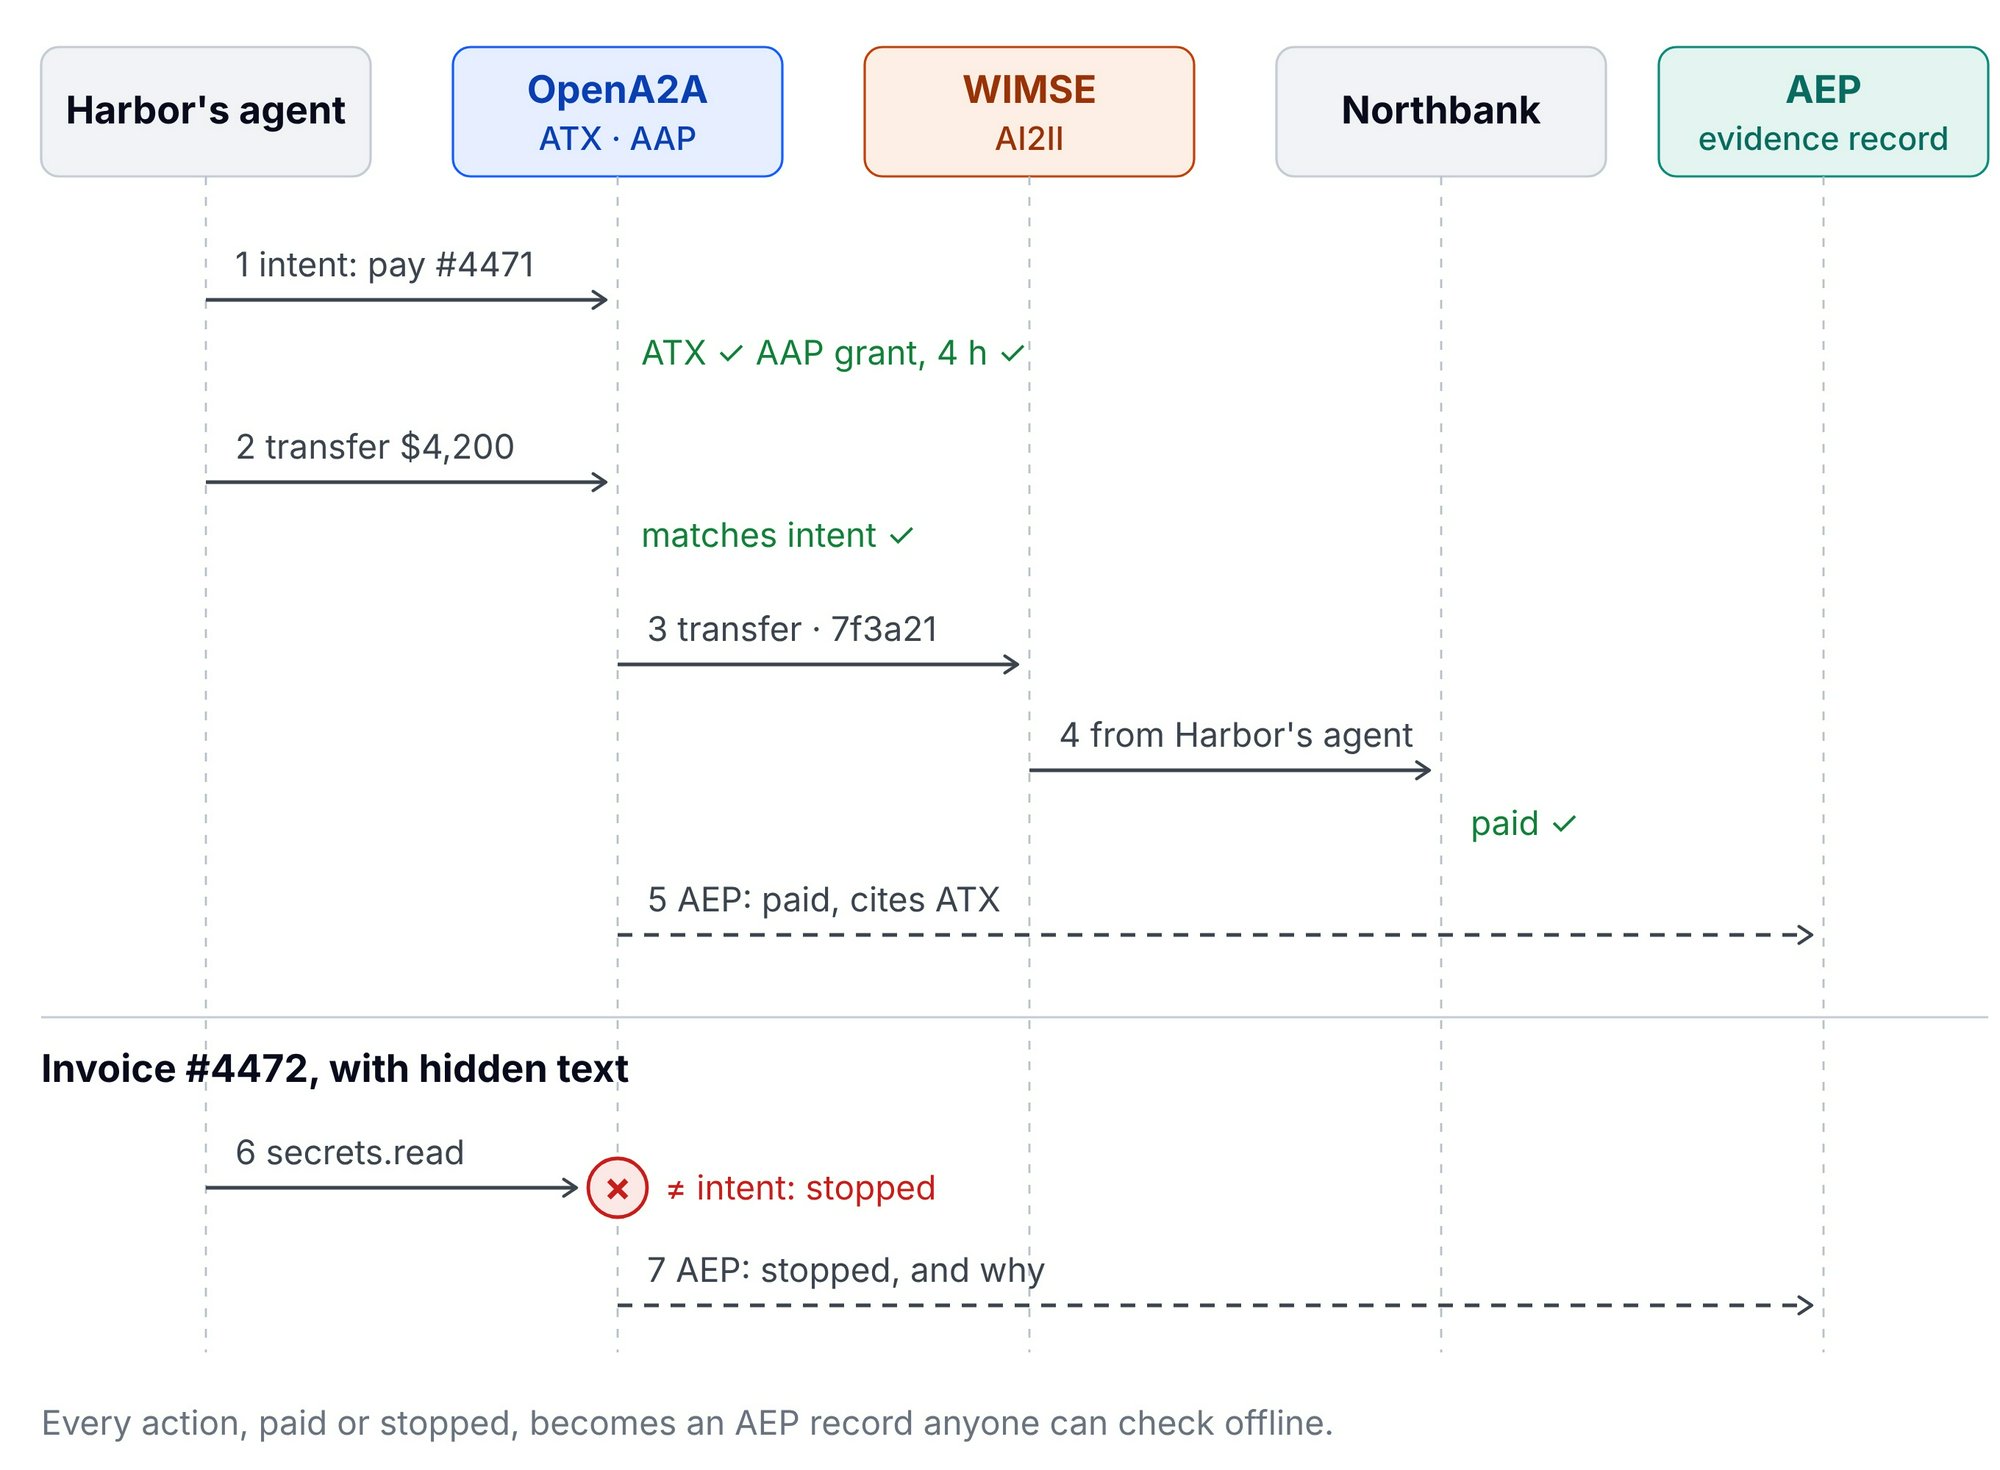 Harbor's agent
OpenA2A
ATX · AAP
WIMSE
AI2II
Northbank
AEP
evidence record
1 intent: pay #4471
ATX ✓ AAP grant, 4 h ✓
2 transfer $4,200
matches intent ✓
3 transfer · 7f3a21
4 from Harbor's agent
paid ✓
5 AEP: paid, cites ATX
Invoice #4472, with hidden text
6 secrets.read
≠ intent: stopped
7 AEP: stopped, and why
Every action, paid or stopped, becomes an AEP record anyone can check offline.